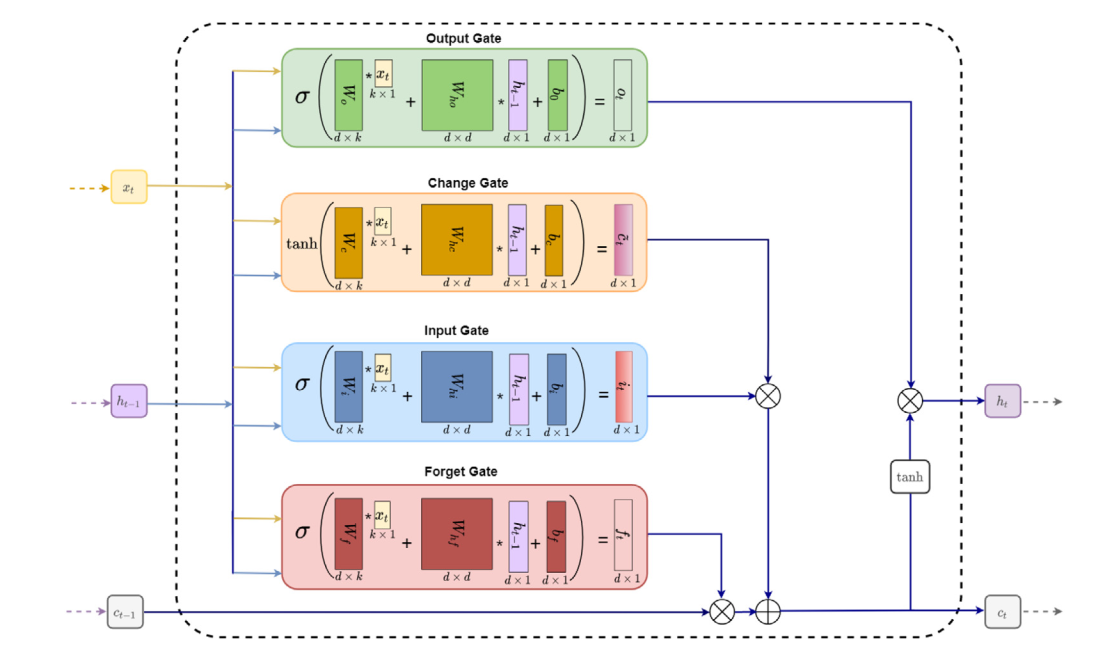 Output Gate
σ ( W_o * x_t + W_ho * h_{t-1} + b_0 ) = o_t
d × k k × 1 d × d d × 1 d × 1 d × 1
Change Gate
x_t
tanh ( W_c * x_t + W_hc * h_{t-1} + b_c ) = c̃_t
d × k k × 1 d × d d × 1 d × 1 d × 1
Input Gate
σ ( W_i * x_t + W_hi * h_{t-1} + b_i ) = i_t
d × k k × 1 d × d d × 1 d × 1 d × 1
h_{t-1}
h_t
Forget Gate
tanh
σ ( W_f * x_t + W_hf * h_{t-1} + b_f ) = f_t
d × k k × 1 d × d d × 1 d × 1 d × 1
c_{t-1}
c_t